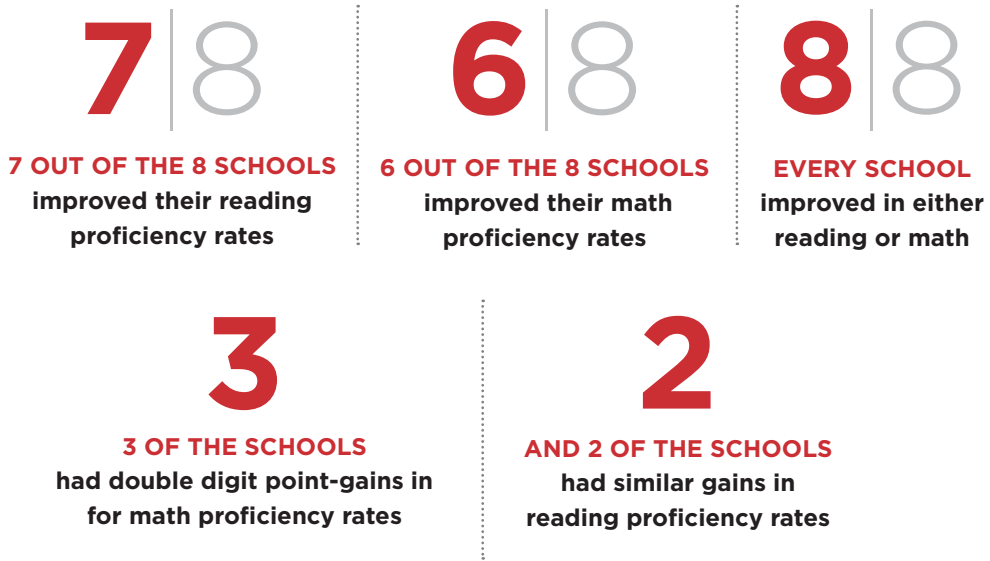 7|8
7 OUT OF THE 8 SCHOOLS
improved their reading
proficiency rates
6|8
6 OUT OF THE 8 SCHOOLS
improved their math
proficiency rates
8|8
EVERY SCHOOL
improved in either
reading or math
3
3 OF THE SCHOOLS
had double digit point-gains in
for math proficiency rates
2
AND 2 OF THE SCHOOLS
had similar gains in
reading proficiency rates